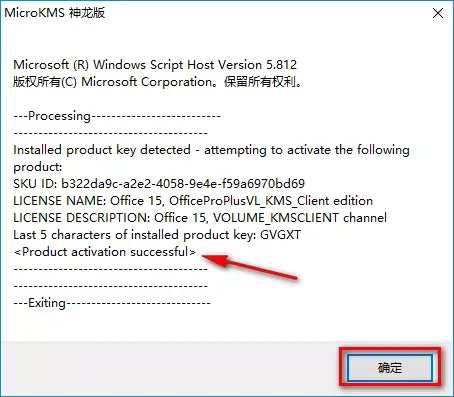 MicroKMS 神龙版
Microsoft (R) Windows Script Host Version 5.812
版权所有(C) Microsoft Corporation。保留所有权利。
---Processing--------------------------
---------------------------------------
Installed product key detected - attempting to activate the following
product:
SKU ID: b322da9c-a2e2-4058-9e4e-f59a6970bd69
LICENSE NAME: Office 15, OfficeProPlusVL_KMS_Client edition
LICENSE DESCRIPTION: Office 15, VOLUME_KMSCLIENT channel
Last 5 characters of installed product key: GVGXT
<Product activation successful>
---------------------------------------
---------------------------------------
---Exiting-----------------------------
确定